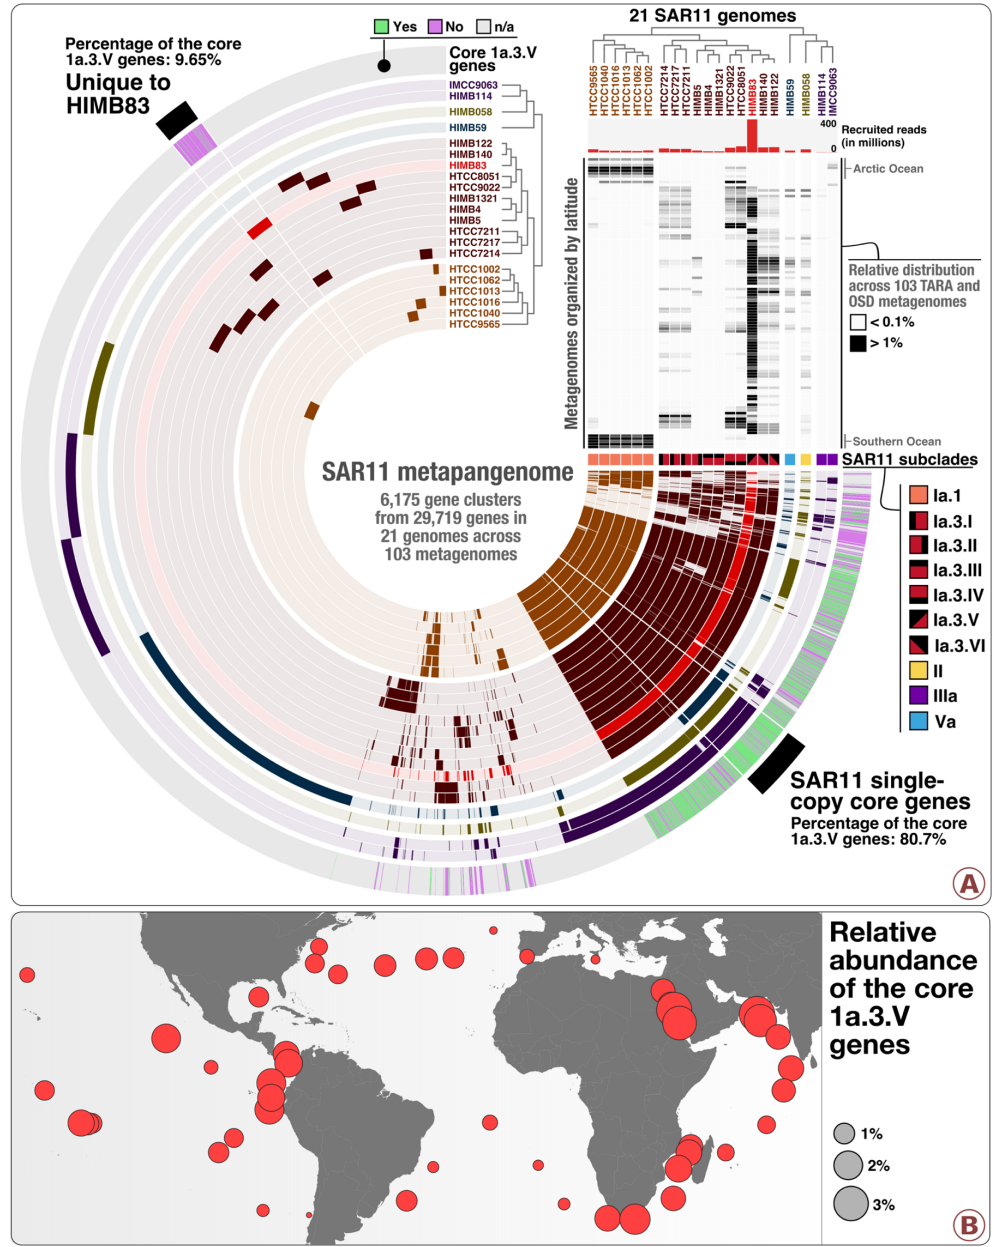 Yes
No
n/a
Percentage of the core
1a.3.V genes: 9.65%
Unique to
HIMB83
Core 1a.3.V
genes
IMCC9063
HIMB114
HIMB058
HIMB59
HIMB122
HIMB140
HIMB83
HTCC8051
HTCC9022
HIMB1321
HIMB4
HIMB5
HTCC7211
HTCC7217
HTCC7214
HTCC1002
HTCC1062
HTCC1013
HTCC1016
HTCC1040
HTCC9565
21 SAR11 genomes
HTCC9565
HTCC1040
HTCC1016
HTCC1013
HTCC1062
HTCC1002
HTCC7214
HTCC7217
HTCC7211
HIMB5
HIMB4
HIMB1321
HTCC9022
HTCC8051
HIMB83
HIMB140
HIMB122
HIMB59
HIMB058
HIMB114
IMCC9063
400
0
Recruited reads
(in millions)
Arctic Ocean
Metagenomes organized by latitude
Relative distribution
across 103 TARA and
OSD metagenomes
< 0.1%
> 1%
Southern Ocean
SAR11 subclades
Ia.1
Ia.3.I
Ia.3.II
Ia.3.III
Ia.3.IV
Ia.3.V
Ia.3.VI
II
IIIa
Va
SAR11 metapangenome
6,175 gene clusters
from 29,719 genes in
21 genomes across
103 metagenomes
SAR11 single-
copy core genes
Percentage of the core
1a.3.V genes: 80.7%
A
Relative
abundance
of the core
1a.3.V
genes
1%
2%
3%
B